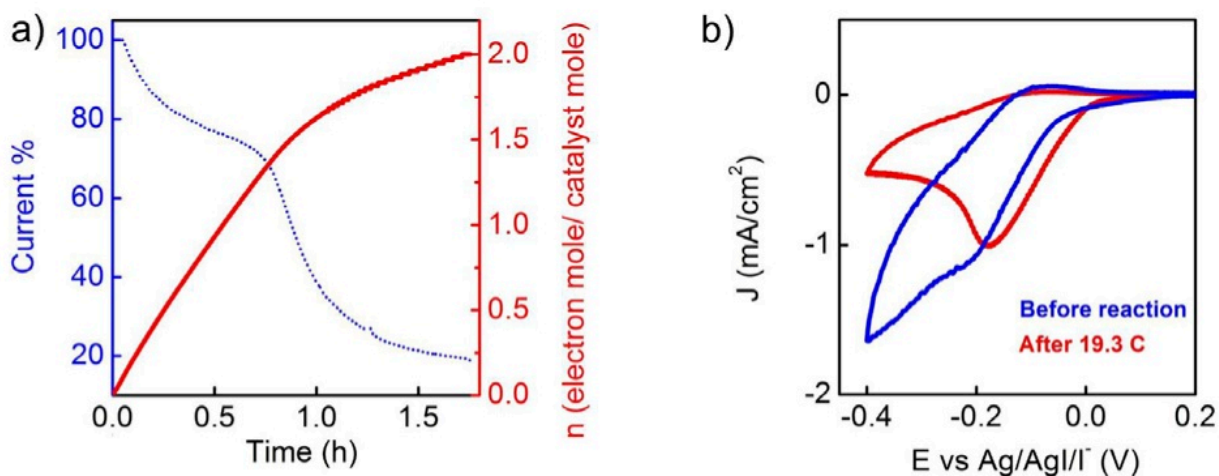 a)
Current %
100
80
60
40
20
0.0
0.5
1.0
1.5
Time (h)
2.0
1.5
1.0
0.5
0.0
n (electron mole/ catalyst mole)
b)
J (mA/cm²)
0
-1
-2
Before reaction
After 19.3 C
-0.4
-0.2
0.0
0.2
E vs Ag/AgI/I⁻ (V)